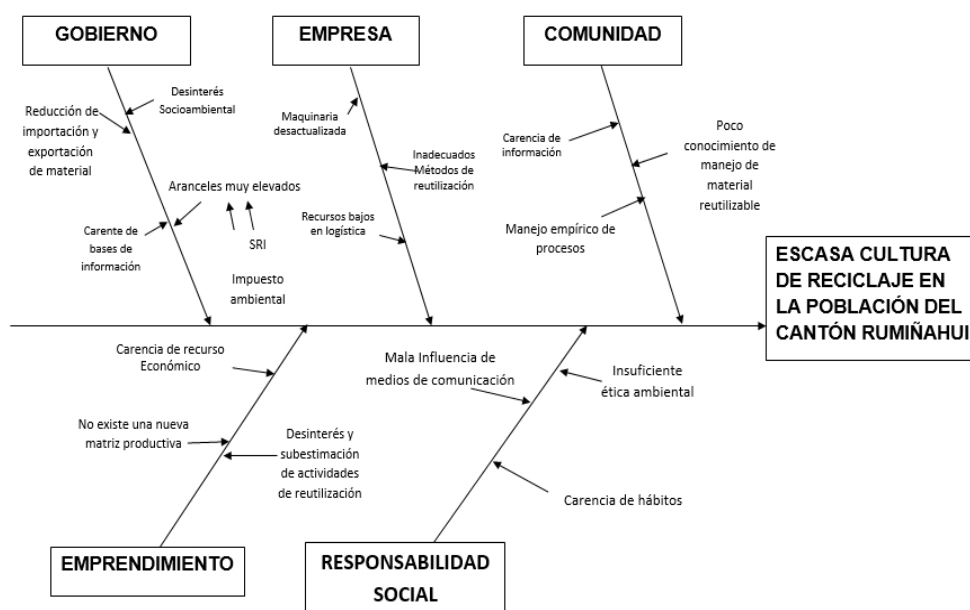 GOBIERNO
EMPRESA
COMUNIDAD
Desinterés
Socioambiental
Reducción de
importación y
exportación
de material
Aranceles muy elevados
Carente de
bases de
información
SRI
Impuesto
ambiental
Maquinaria
desactualizada
Inadecuados
Métodos de
reutilización
Recursos bajos
en logística
Carencia de
información
Poco
conocimiento de
manejo de
material
reutilizable
Manejo empírico de
procesos
ESCASA CULTURA
DE RECICLAJE EN
LA POBLACIÓN DEL
CANTÓN RUMIÑAHUI
Carencia de recurso
Económico
No existe una nueva
matriz productiva
Desinterés y
subestimación
de actividades
de reutilización
Mala Influencia de
medios de comunicación
Insuficiente
ética ambiental
Carencia de hábitos
EMPRENDIMIENTO
RESPONSABILIDAD
SOCIAL